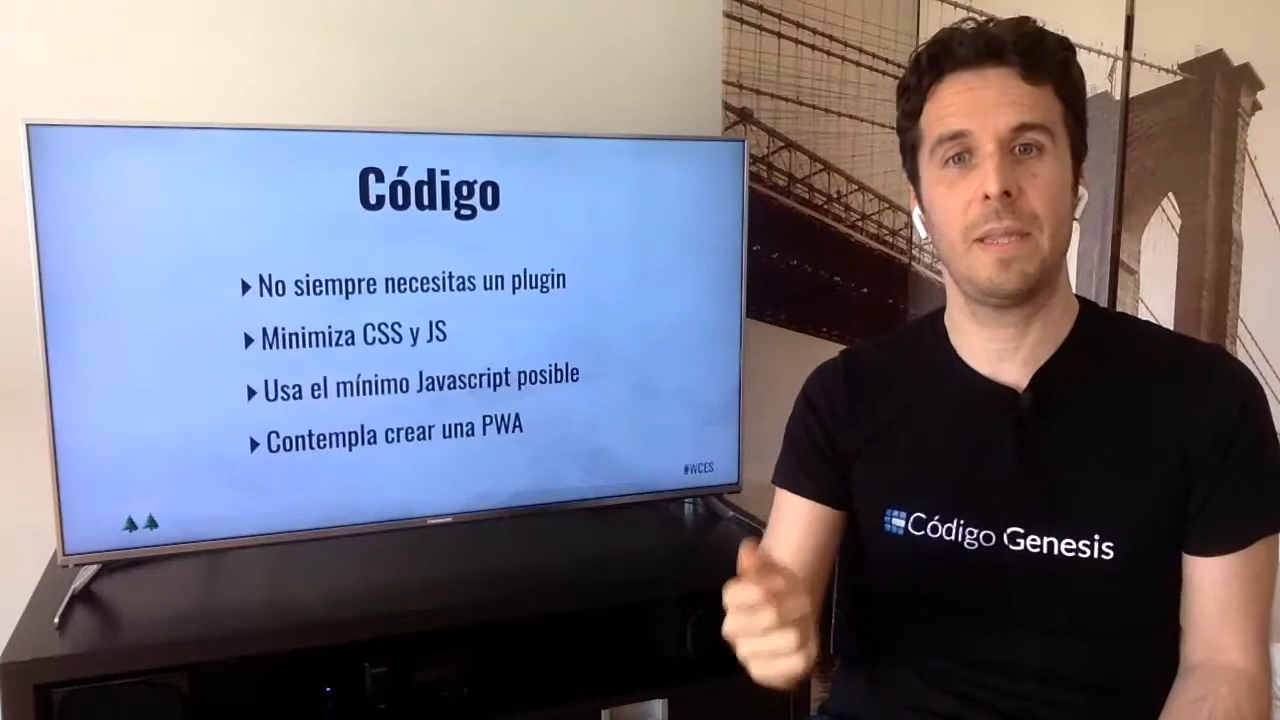 Código
No siempre necesitas un plugin
Minimiza CSS y JS
Usa el mínimo Javascript posible
Contempla crear una PWA
#WCES
Código Genesis